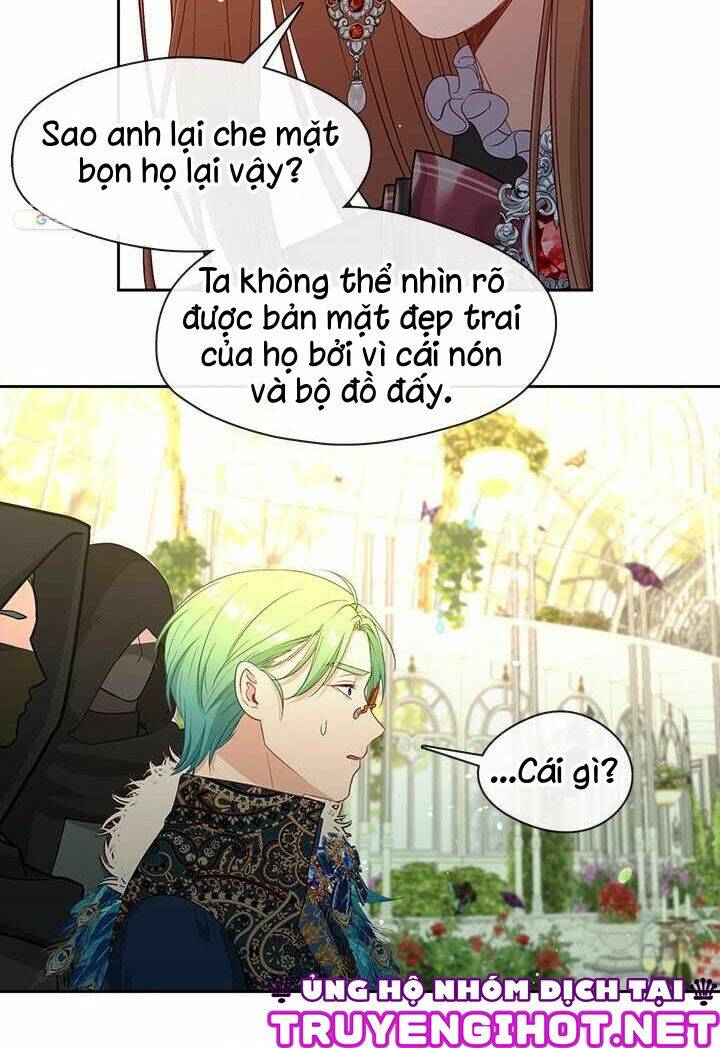 Sao anh lại che mặt
bọn họ lại vậy?
Ta không thể nhìn rõ
được bản mặt đẹp trai
của họ bởi vì cái nón
và bộ đồ đấy.
...Cái gì?
ỦNG HỘ NHÓM DỊCH TẠI
TRUYENGIHOT.NET